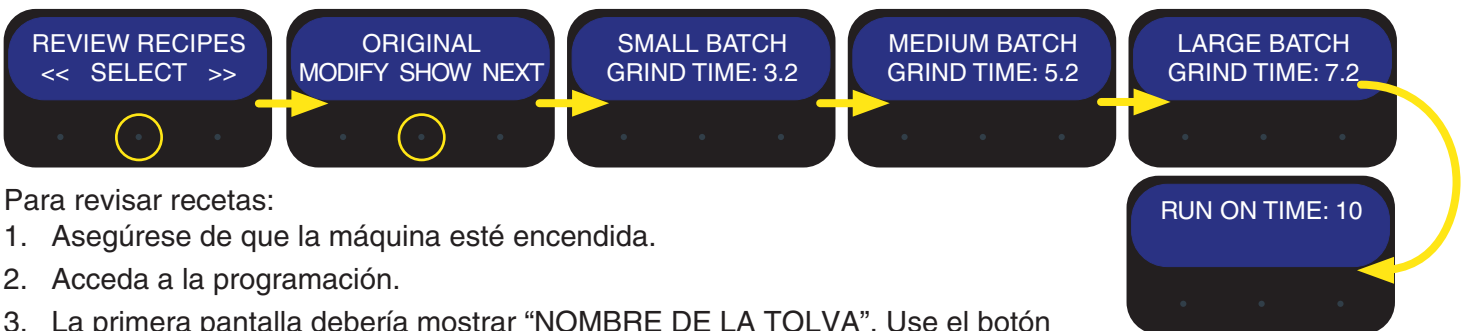 REVIEW RECIPES
<< SELECT >>
ORIGINAL
MODIFY SHOW NEXT
SMALL BATCH
GRIND TIME: 3.2
MEDIUM BATCH
GRIND TIME: 5.2
LARGE BATCH
GRIND TIME: 7.2
RUN ON TIME: 10
Para revisar recetas:
1. Asegúrese de que la máquina esté encendida.
2. Acceda a la programación.
3. La primera pantalla debería mostrar “NOMBRE DE LA TOLVA”. Use el botón